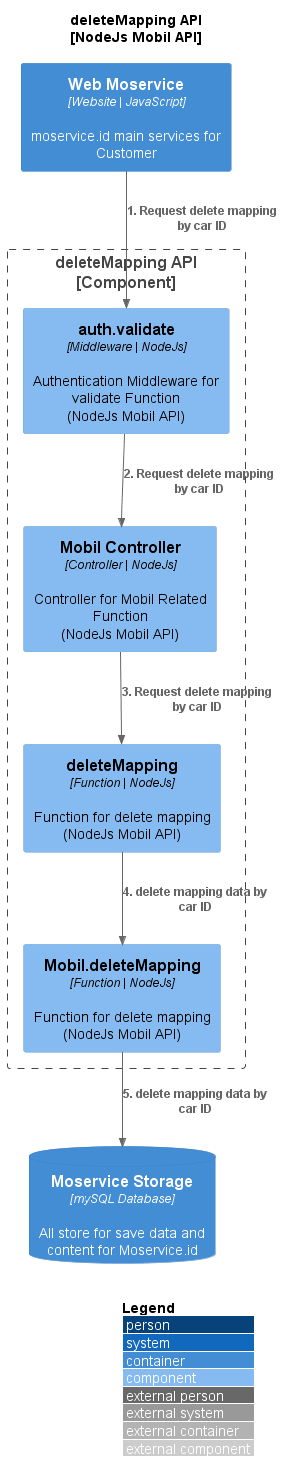 deleteMapping API
[NodeJs Mobil API]
Web Moservice
[Website | JavaScript]
moservice.id main services for
Customer
1. Request delete mapping
by car ID
deleteMapping API
[Component]
auth.validate
[Middleware | NodeJs]
Authentication Middleware for
validate Function
(NodeJs Mobil API)
2. Request delete mapping
by car ID
Mobil Controller
[Controller | NodeJs]
Controller for Mobil Related
Function
(NodeJs Mobil API)
3. Request delete mapping
by car ID
deleteMapping
[Function | NodeJs]
Function for delete mapping
(NodeJs Mobil API)
4. delete mapping data by
car ID
Mobil.deleteMapping
[Function | NodeJs]
Function for delete mapping
(NodeJs Mobil API)
5. delete mapping data by
car ID
Moservice Storage
[mySQL Database]
All store for save data and
content for Moservice.id
Legend
person
system
container
component
external person
external system
external container
external component